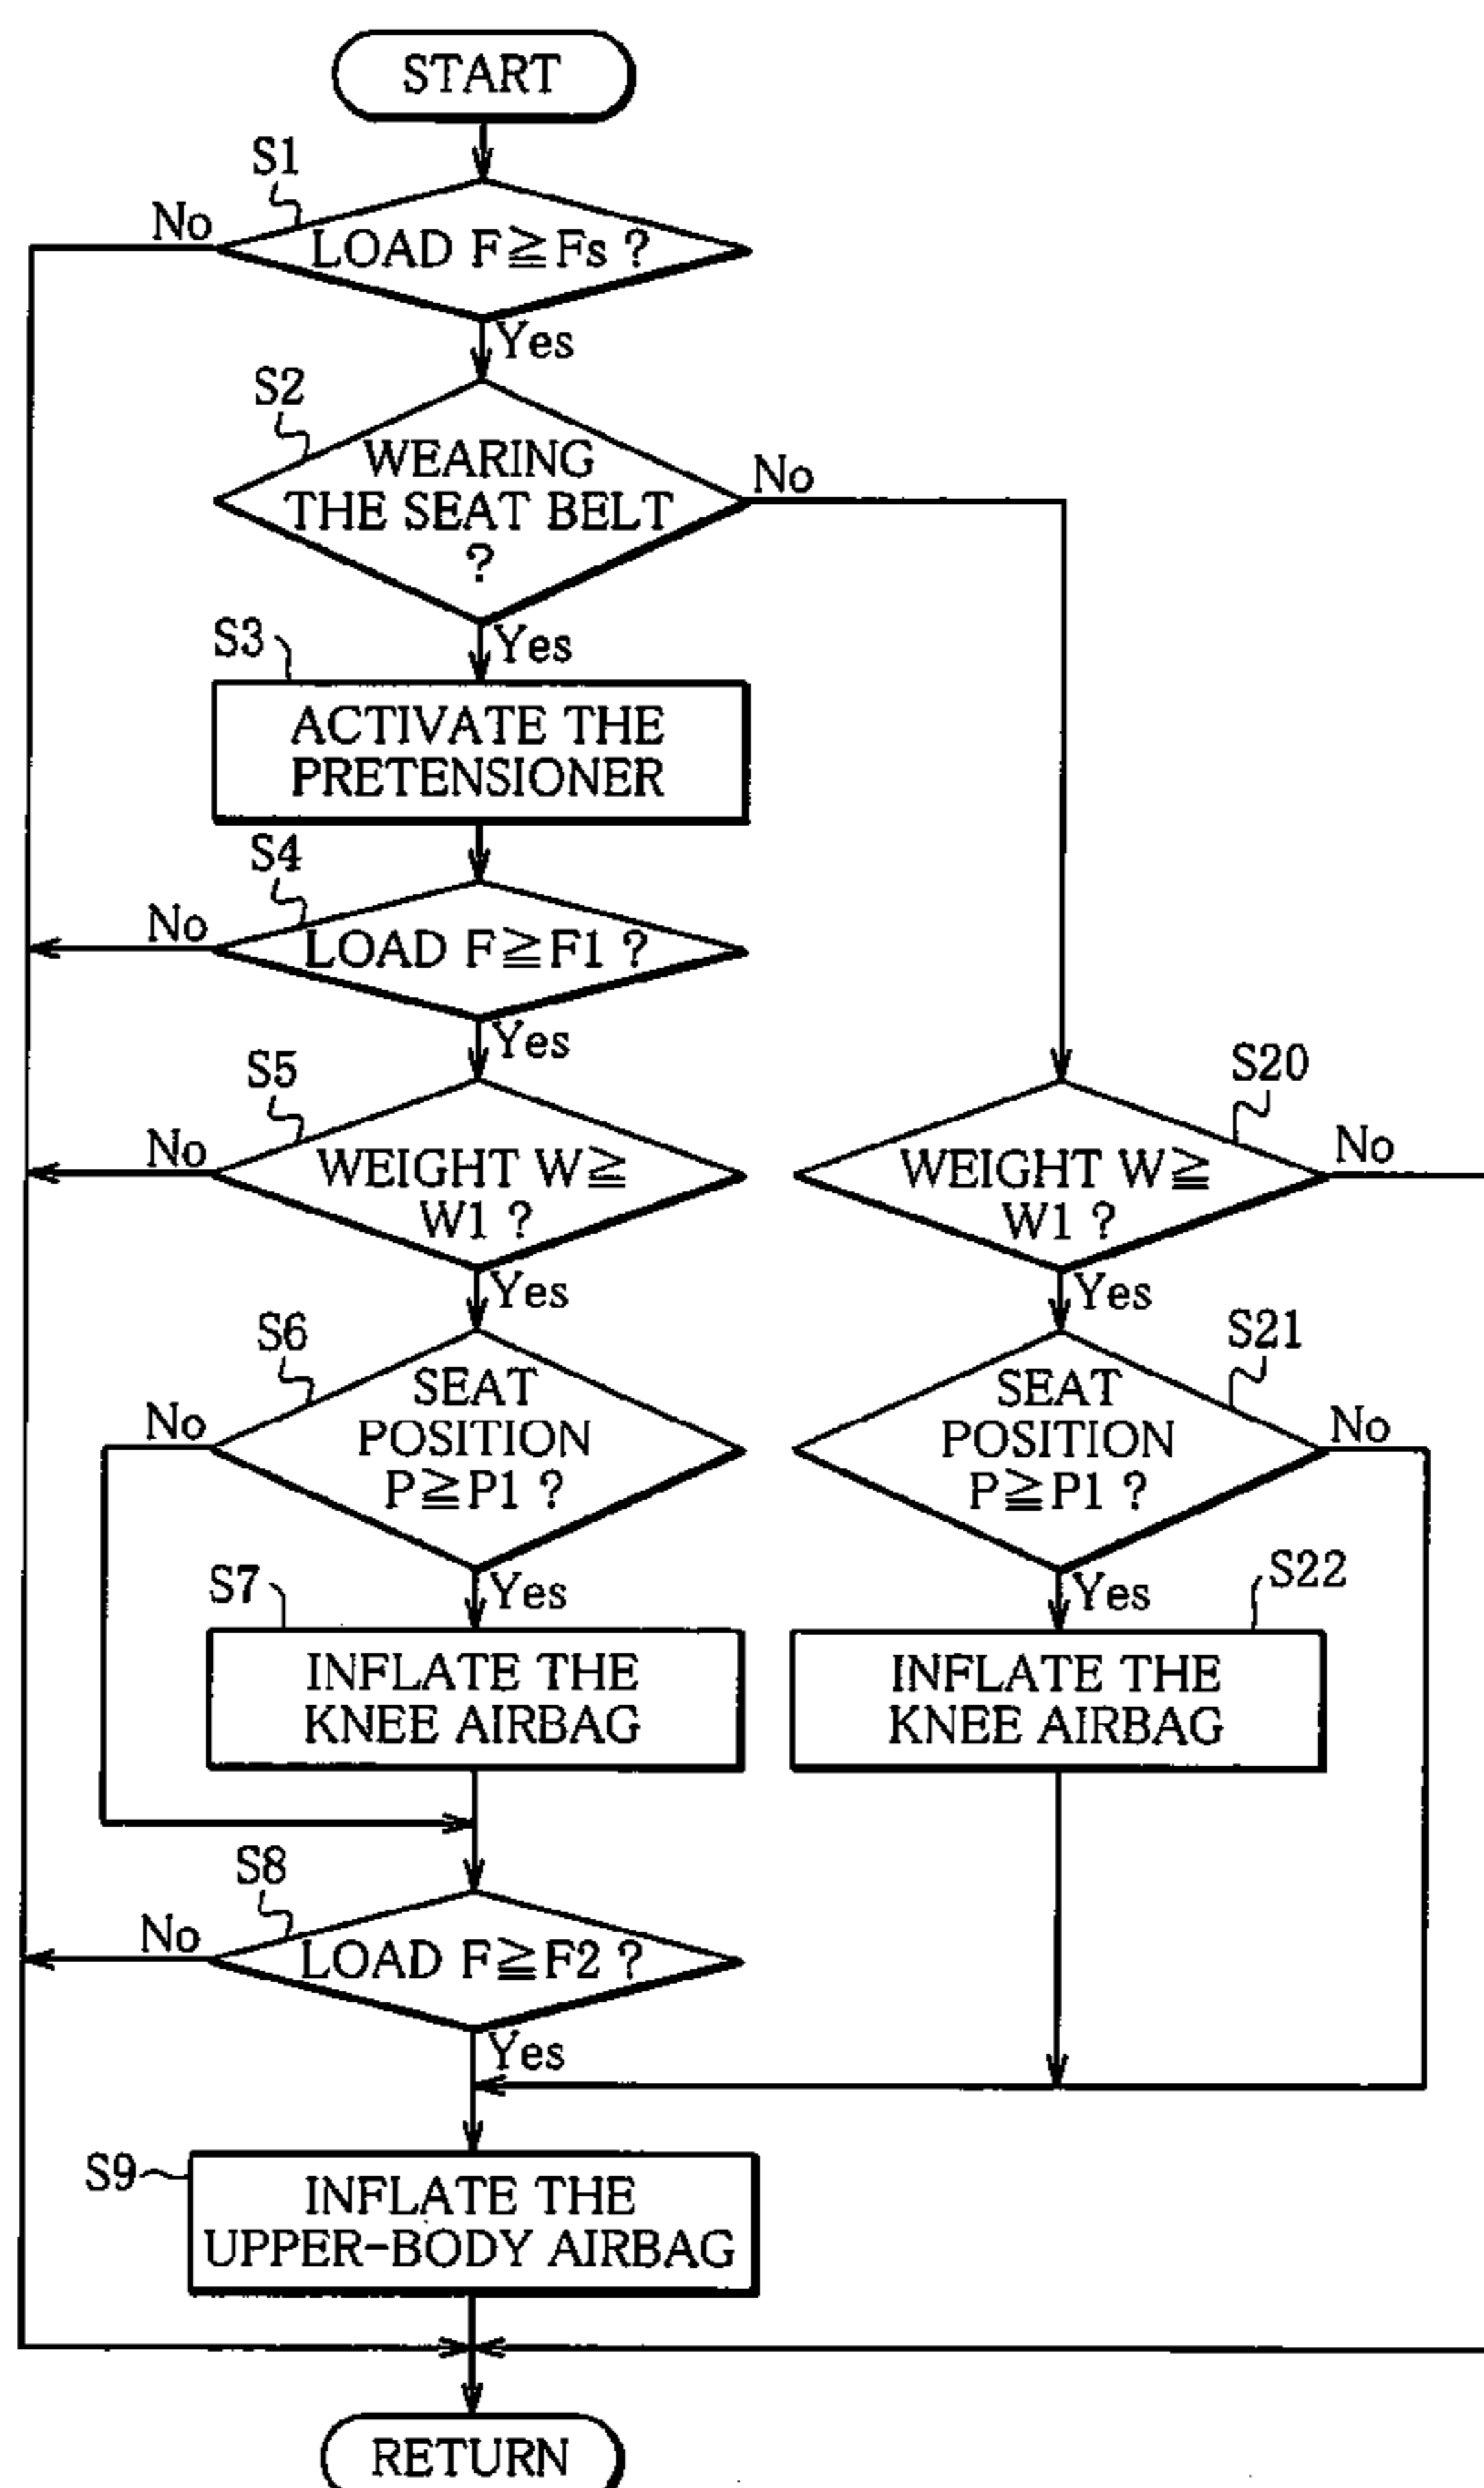 START
S1
No
LOAD F≧Fs ?
Yes
S2
WEARING
THE SEAT BELT
?
No
Yes
S3
ACTIVATE THE
PRETENSIONER
S4
No
LOAD F≧F1 ?
Yes
S5
No
WEIGHT W≧
W1 ?
Yes
S20
No
WEIGHT W≧
W1 ?
Yes
S6
No
SEAT
POSITION
P≧P1 ?
Yes
S21
No
SEAT
POSITION
P≧P1 ?
Yes
S7
INFLATE THE
KNEE AIRBAG
S22
INFLATE THE
KNEE AIRBAG
S8
No
LOAD F≧F2 ?
Yes
S9
INFLATE THE
UPPER-BODY AIRBAG
RETURN